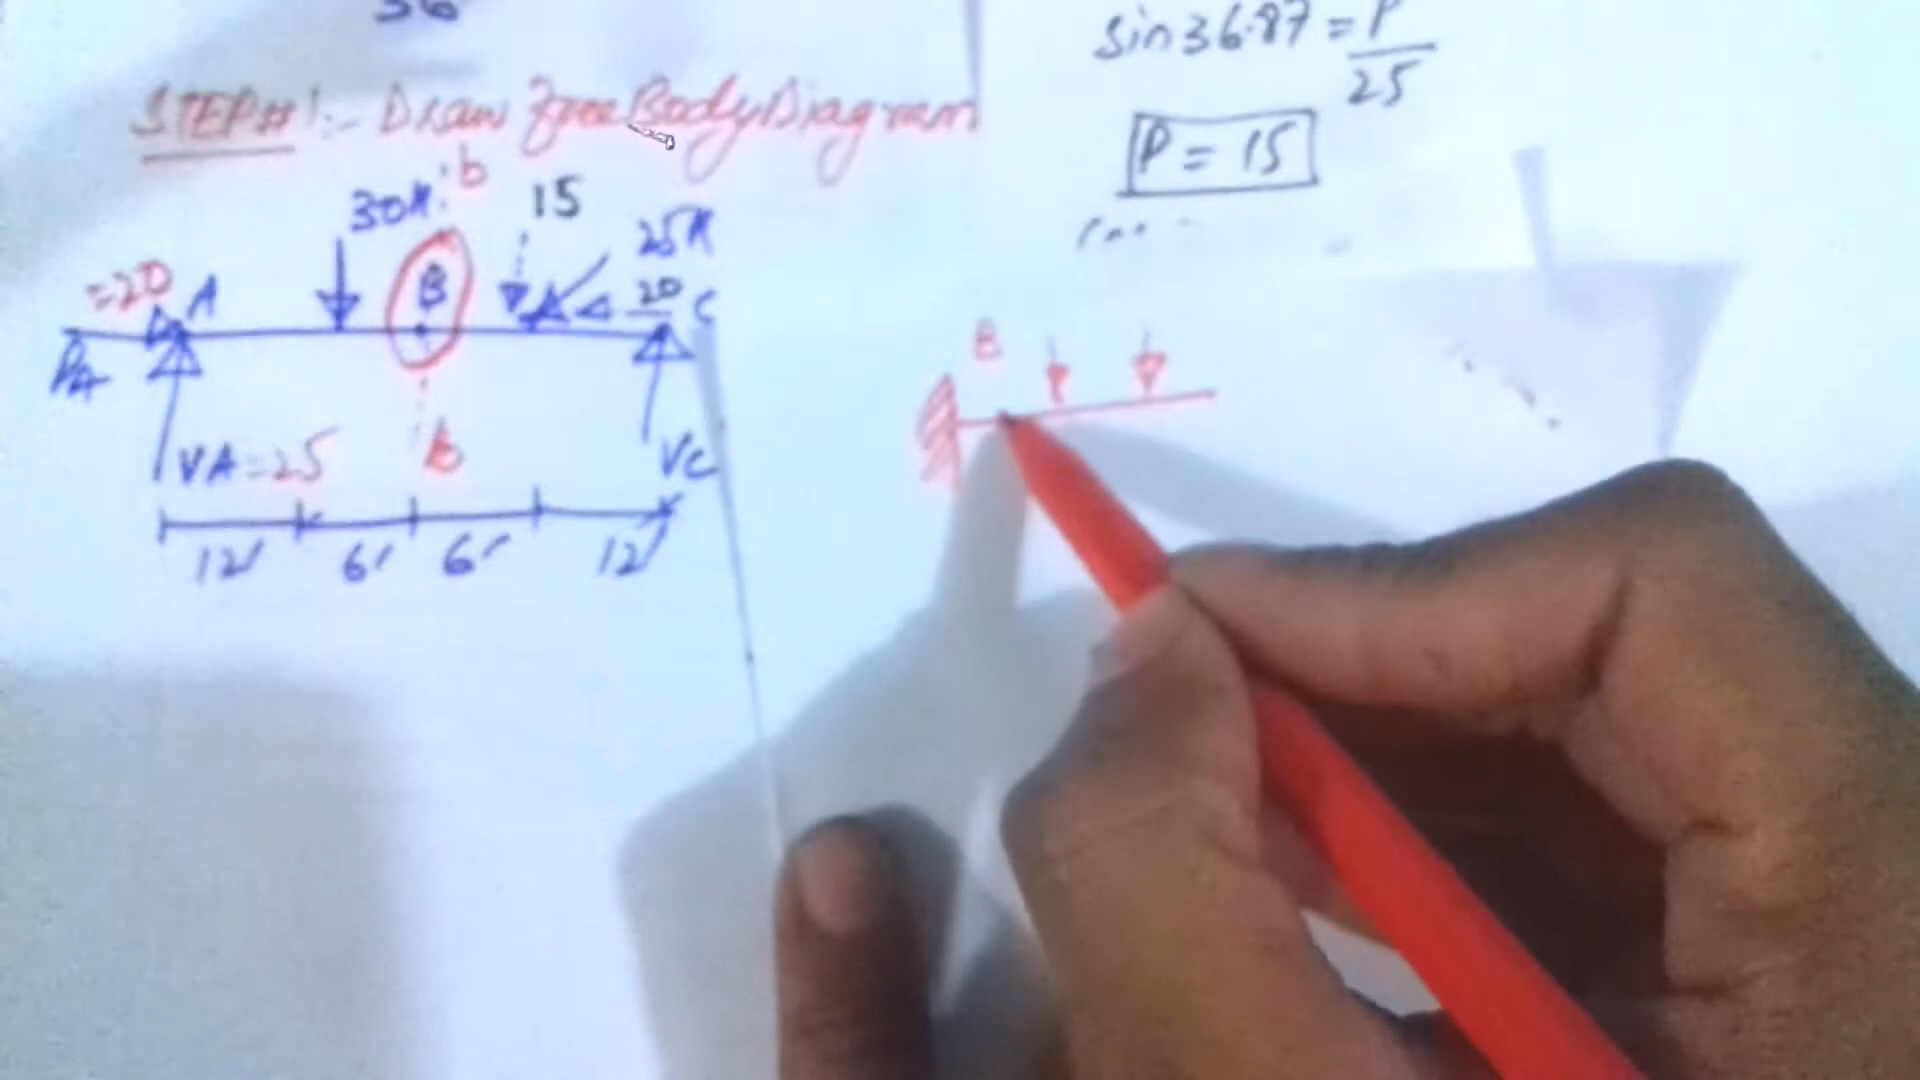 36
sin 36.87 = P
25
P = 15
STEP#1:- Draw Free Body Diagram
b
30K
15
25K
=20
A
B
20
C
VA=25
b
VC
12'
6'
6'
12'
B